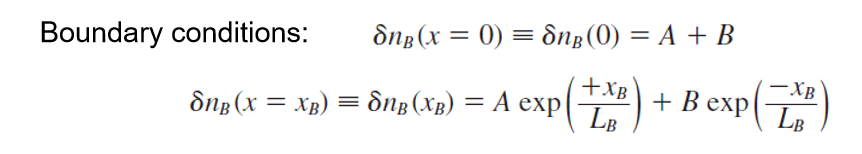 Boundary conditions: δn_B(x = 0) ≡ δn_B(0) = A + B
δn_B(x = x_B) ≡ δn_B(x_B) = A exp(+x_B/L_B) + B exp(−x_B/L_B)